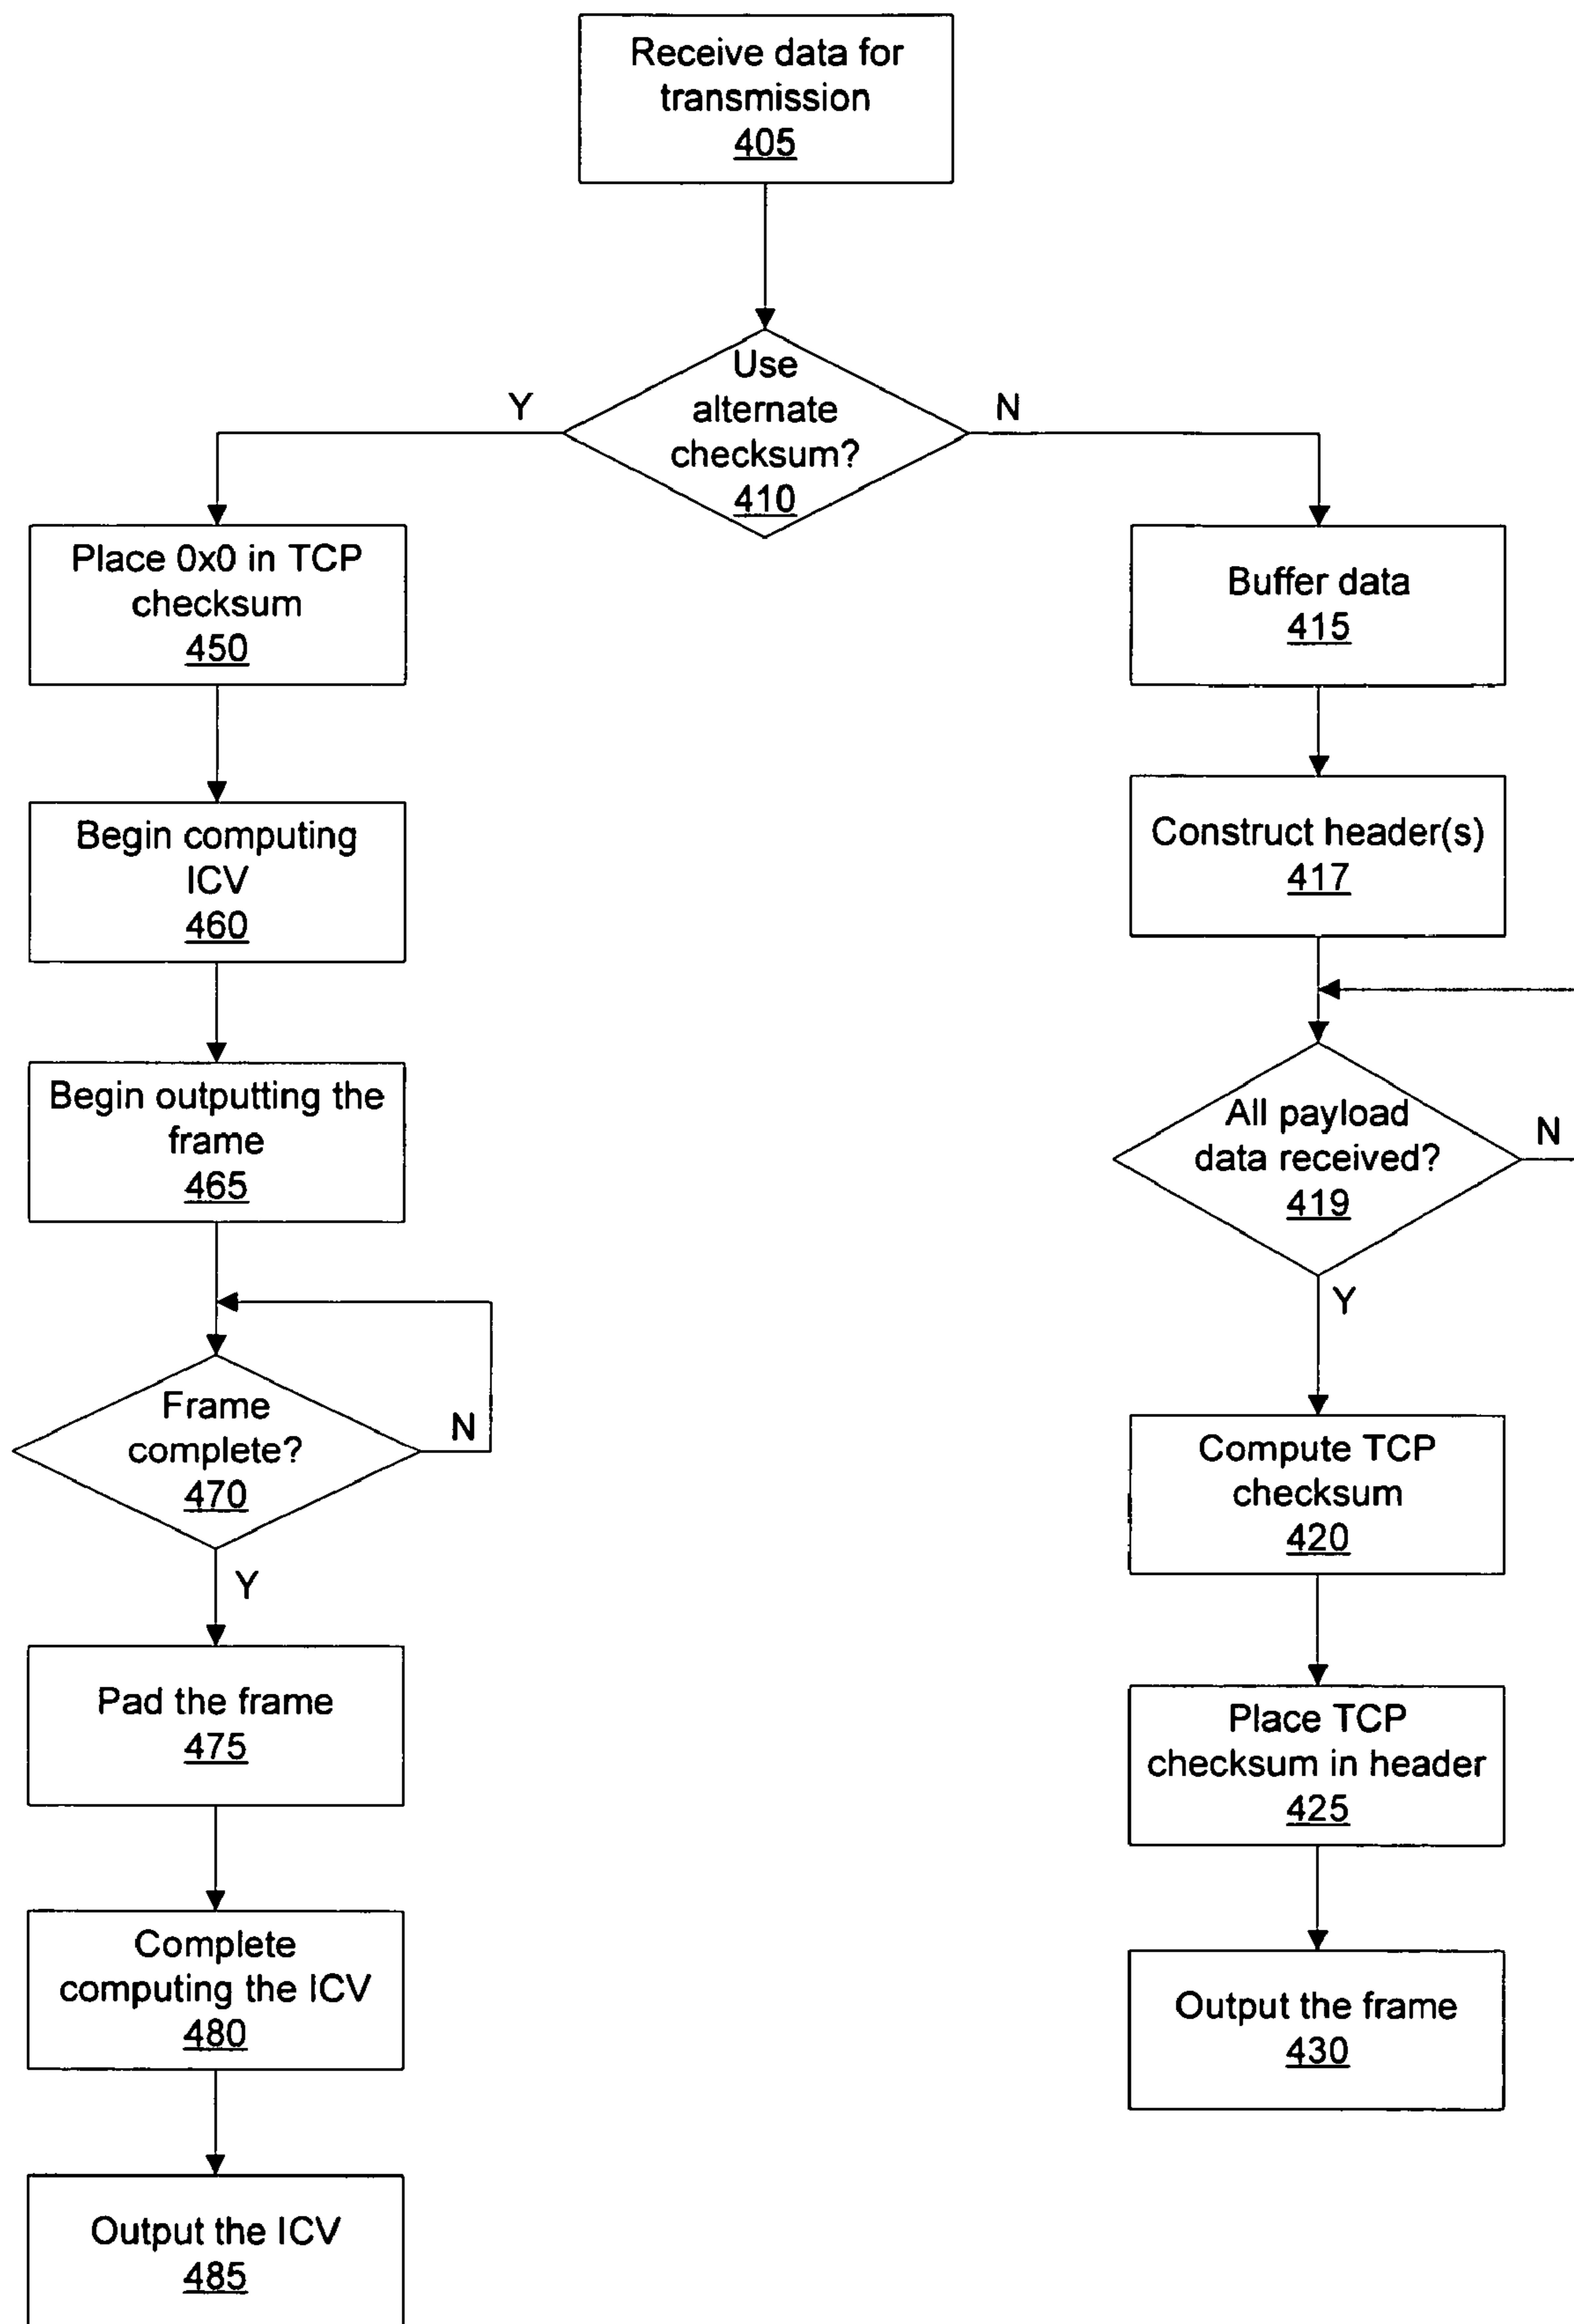 Receive data for
transmission
405
Use
alternate
checksum?
410
Y
N
Place 0x0 in TCP
checksum
450
Begin computing
ICV
460
Begin outputting the
frame
465
Frame
complete?
470
N
Y
Pad the frame
475
Complete
computing the ICV
480
Output the ICV
485
Buffer data
415
Construct header(s)
417
All payload
data received?
419
N
Y
Compute TCP
checksum
420
Place TCP
checksum in header
425
Output the frame
430